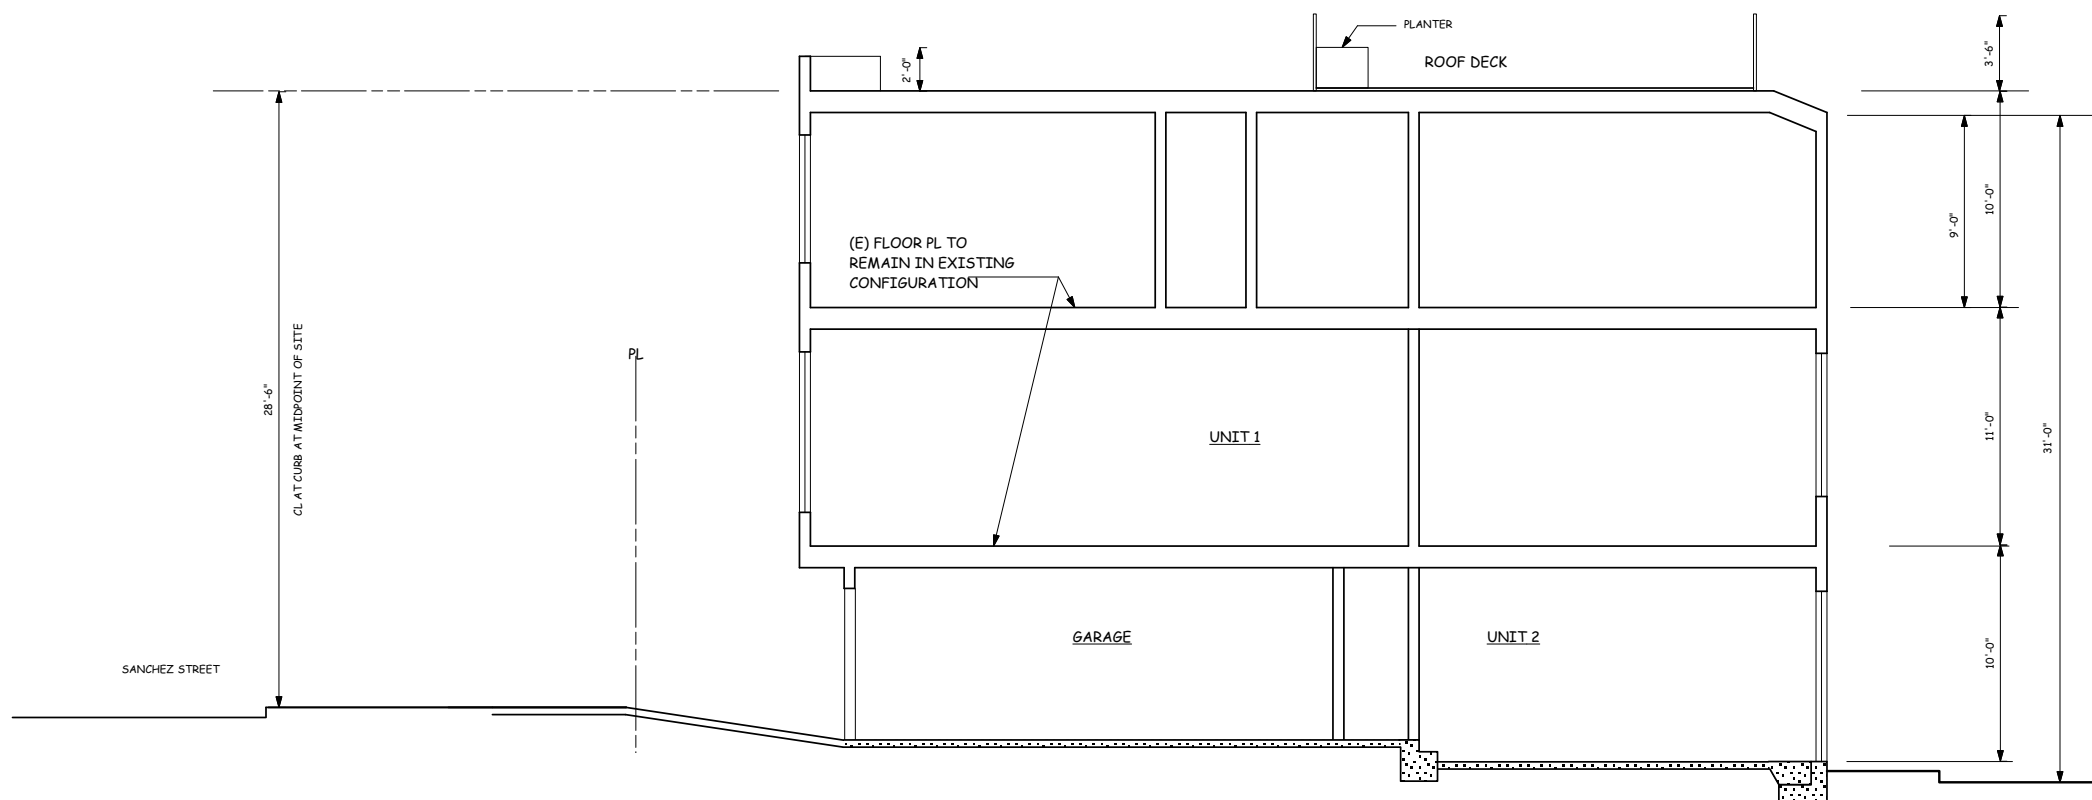 PLANTER
ROOF DECK
2'-0"
3'-6"
(E) FLOOR PL TO
REMAIN IN EXISTING
CONFIGURATION
9'-0"
10'-0"
28'-6"
CL AT CURB AT MIDPOINT OF SITE
PL
UNIT 1
11'-0"
31'-0"
GARAGE
UNIT 2
10'-0"
SANCHEZ STREET